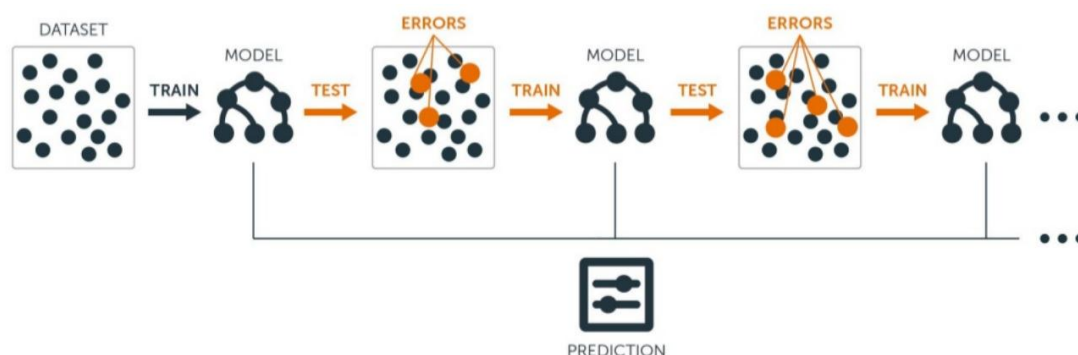 DATASET
TRAIN
MODEL
TEST
ERRORS
TRAIN
MODEL
TEST
ERRORS
TRAIN
MODEL
PREDICTION